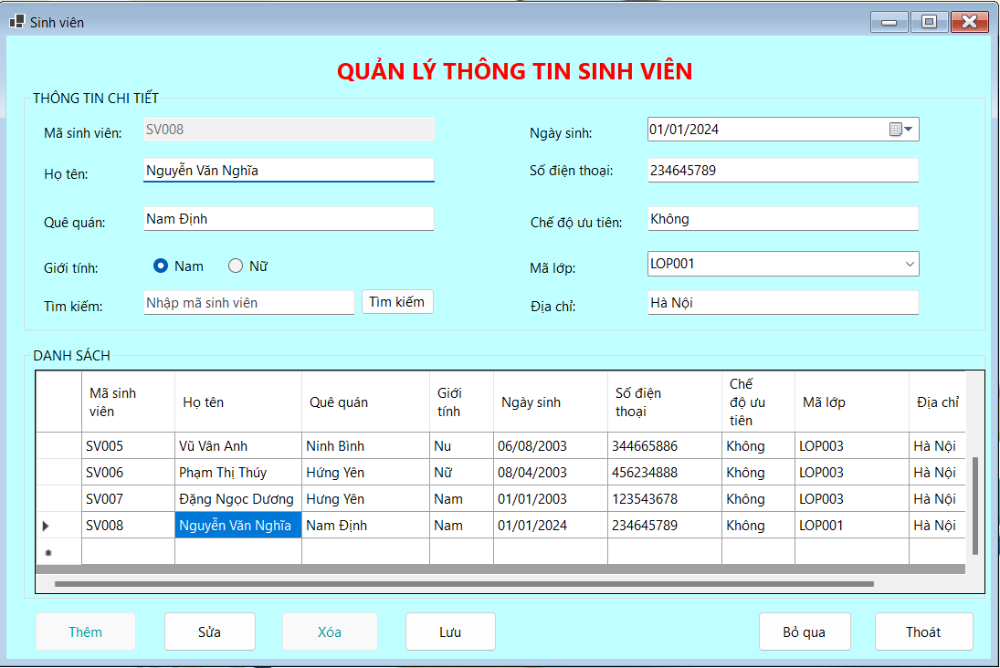 Sinh viên
QUẢN LÝ THÔNG TIN SINH VIÊN
THÔNG TIN CHI TIẾT
Mã sinh viên: SV008 Ngày sinh: 01/01/2024
Họ tên: Nguyễn Văn Nghĩa Số điện thoại: 234645789
Quê quán: Nam Định Chế độ ưu tiên: Không
Giới tính: Nam Nữ Mã lớp: LOP001
Tìm kiếm: Nhập mã sinh viên Tìm kiếm Địa chỉ: Hà Nội
DANH SÁCH
Mã sinh viên Họ tên Quê quán Giới tính Ngày sinh Số điện thoại Chế độ ưu tiên Mã lớp Địa chỉ
SV005 Vũ Vân Anh Ninh Bình Nu 06/08/2003 344665886 Không LOP003 Hà Nội
SV006 Phạm Thị Thúy Hứng Yên Nữ 08/04/2003 456234888 Không LOP003 Hà Nội
SV007 Đặng Ngọc Dương Hưng Yên Nam 01/01/2003 123543678 Không LOP003 Hà Nội
SV008 Nguyễn Văn Nghĩa Nam Định Nam 01/01/2024 234645789 Không LOP001 Hà Nội
Thêm Sửa Xóa Lưu Bỏ qua Thoát